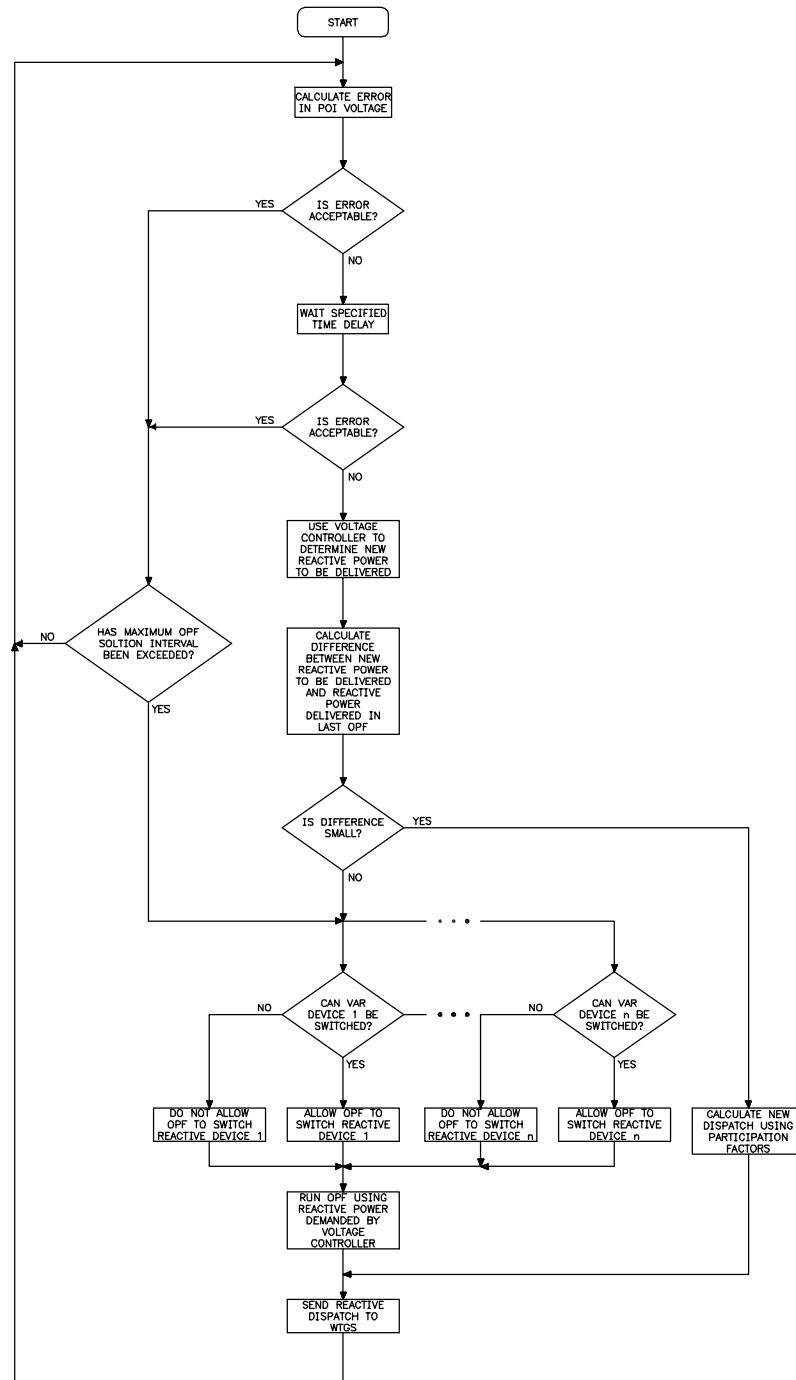 START
CALCULATE ERROR
IN POI VOLTAGE
IS ERROR
ACCEPTABLE?
YES
NO
WAIT SPECIFIED
TIME DELAY
IS ERROR
ACCEPTABLE?
YES
NO
USE VOLTAGE
CONTROLLER TO
DETERMINE NEW
REACTIVE POWER
TO BE DELIVERED
HAS MAXIMUM OPF
SOLTION INTERVAL
BEEN EXCEEDED?
NO
YES
CALCULATE
DIFFERENCE
BETWEEN NEW
REACTIVE POWER
TO BE DELIVERED
AND REACTIVE
POWER
DELIVERED IN
LAST OPF
IS DIFFERENCE
SMALL?
YES
NO
CAN VAR
DEVICE 1 BE
SWITCHED?
NO
YES
CAN VAR
DEVICE n BE
SWITCHED?
NO
YES
DO NOT ALLOW
OPF TO SWITCH
REACTIVE DEVICE 1
ALLOW OPF TO
SWITCH REACTIVE
DEVICE 1
DO NOT ALLOW
OPF TO SWITCH
REACTIVE DEVICE n
ALLOW OPF TO
SWITCH REACTIVE
DEVICE n
CALCULATE NEW
DISPATCH USING
PARTICIPATION
FACTORS
RUN OPF USING
REACTIVE POWER
DEMANDED BY
VOLTAGE
CONTROLLER
SEND REACTIVE
DISPATCH TO
WTGS